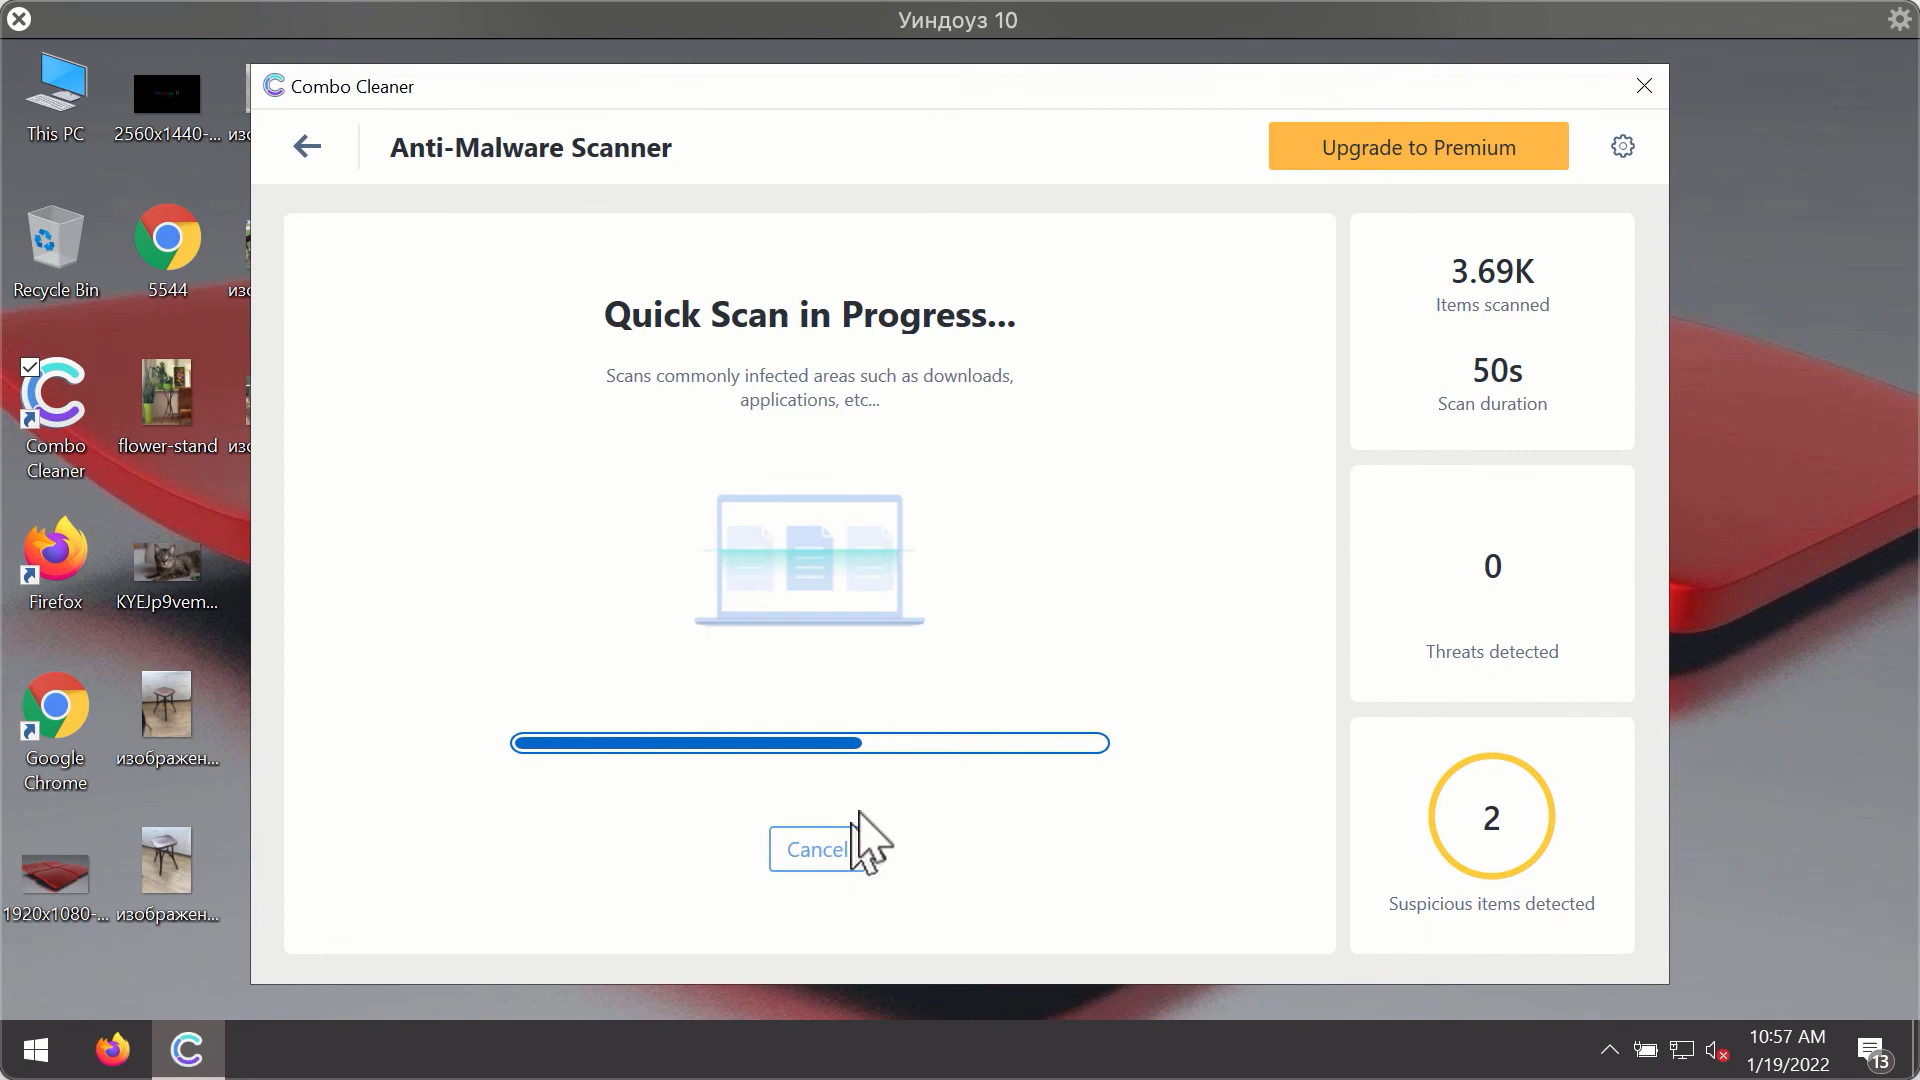 Уиндоуз 10
This PC
2560x1440-...
изо
Combo Cleaner
Anti-Malware Scanner
Upgrade to Premium
Recycle Bin
5544
изо
Quick Scan in Progress...
Scans commonly infected areas such as downloads,
applications, etc...
3.69K
Items scanned
50s
Scan duration
Combo
Cleaner
flower-stand
изо
0
Threats detected
Firefox
KYEJp9vem...
Google
Chrome
изображен...
Cancel
2
Suspicious items detected
1920x1080-...
изображен...
10:57 AM
1/19/2022
13